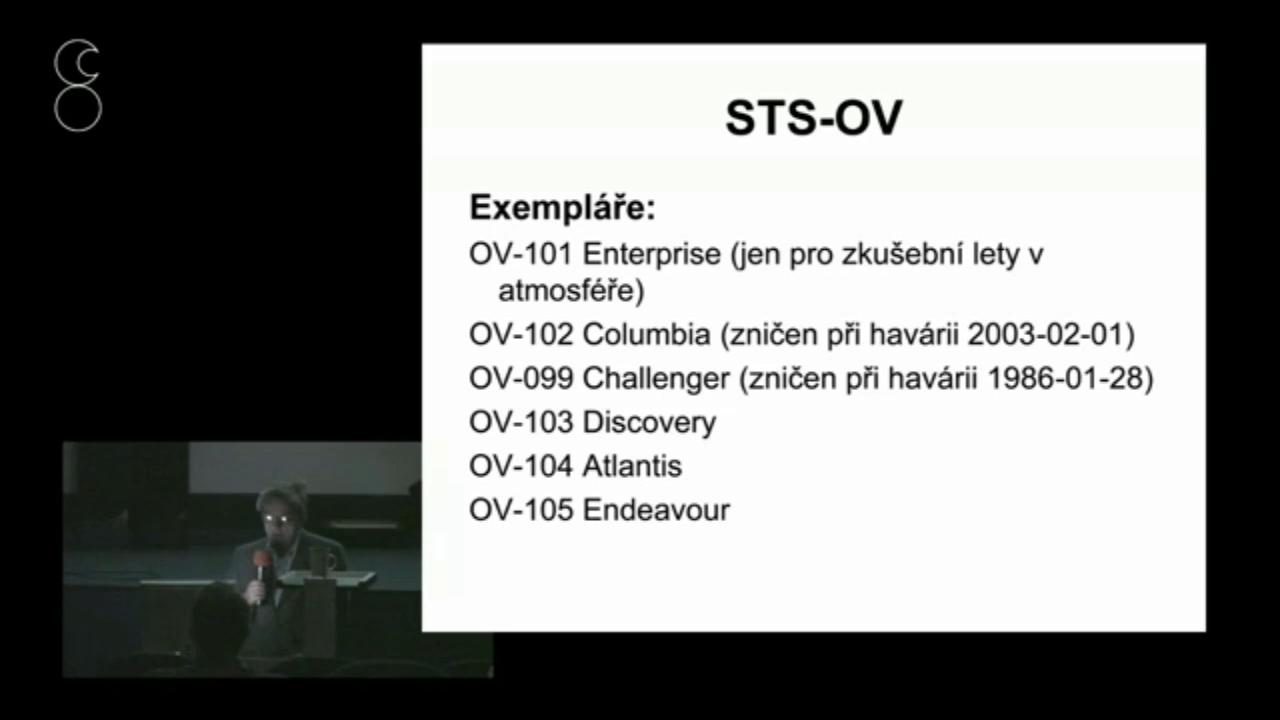 STS-OV
Exempláře:
OV-101 Enterprise (jen pro zkušební lety v
atmosféře)
OV-102 Columbia (zničen při havárii 2003-02-01)
OV-099 Challenger (zničen při havárii 1986-01-28)
OV-103 Discovery
OV-104 Atlantis
OV-105 Endeavour